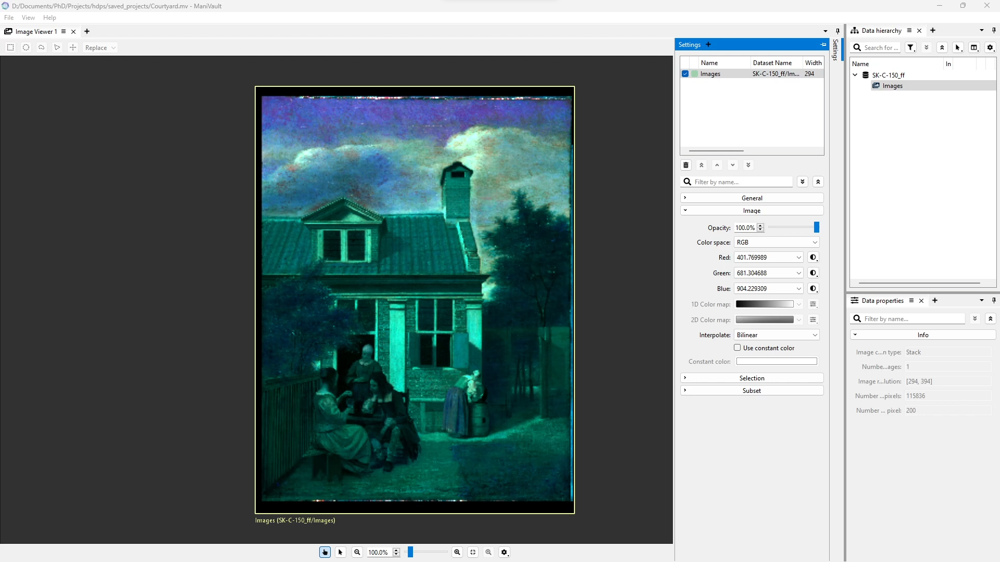 D:/Documents/PhD/Projects/hdps/saved_projects/Courtyard.mv - ManiVault
File View Help
Image Viewer 1
Replace
Images (SK-C-150_ff/Images)
100.0%
Settings
Settings
Name Dataset Name Width
Images SK-C-150_ff/Im... 294
Filter by name...
General
Image
Opacity: 100.0%
Color space: RGB
Red: 401.769989
Green: 681.304688
Blue: 904.229309
1D Color map:
2D Color map:
Interpolate: Bilinear
Use constant color
Constant color:
Selection
Subset
Data hierarchy
Search for ...
Name In
SK-C-150_ff
Images
Data properties
Filter by name...
Info
Image c...n type: Stack
Numbe...ages: 1
Image r...lution: [294, 394]
Number ...pixels: 115836
Number ... pixel: 200